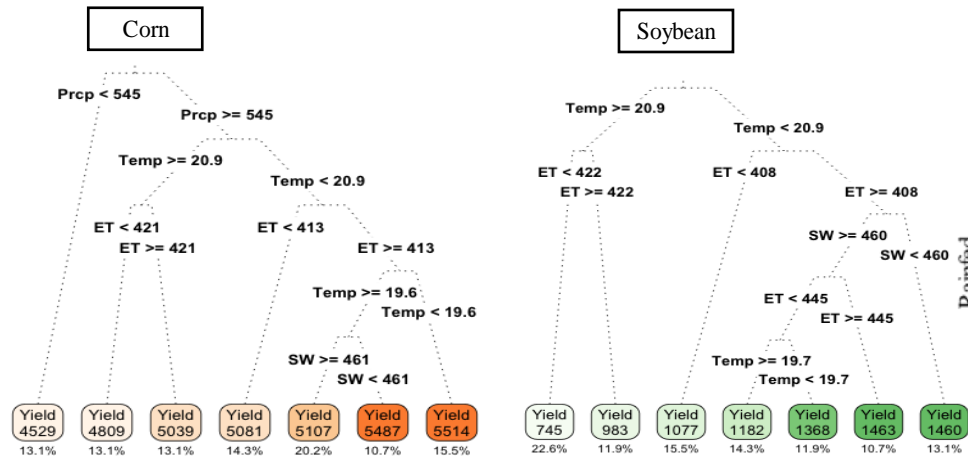 Corn
Prcp < 545
Prcp >= 545
Temp >= 20.9
Temp < 20.9
ET < 421
ET >= 421
ET < 413
ET >= 413
Temp >= 19.6
Temp < 19.6
SW >= 461
SW < 461
Yield 4529
13.1%
Yield 4809
13.1%
Yield 5039
13.1%
Yield 5081
14.3%
Yield 5107
20.2%
Yield 5487
10.7%
Yield 5514
15.5%
Soybean
Temp >= 20.9
Temp < 20.9
ET < 422
ET >= 422
ET < 408
ET >= 408
SW >= 460
SW < 460
ET < 445
ET >= 445
Temp >= 19.7
Temp < 19.7
Yield 745
22.6%
Yield 983
11.9%
Yield 1077
15.5%
Yield 1182
14.3%
Yield 1368
11.9%
Yield 1463
10.7%
Yield 1460
13.1%
Rainfed